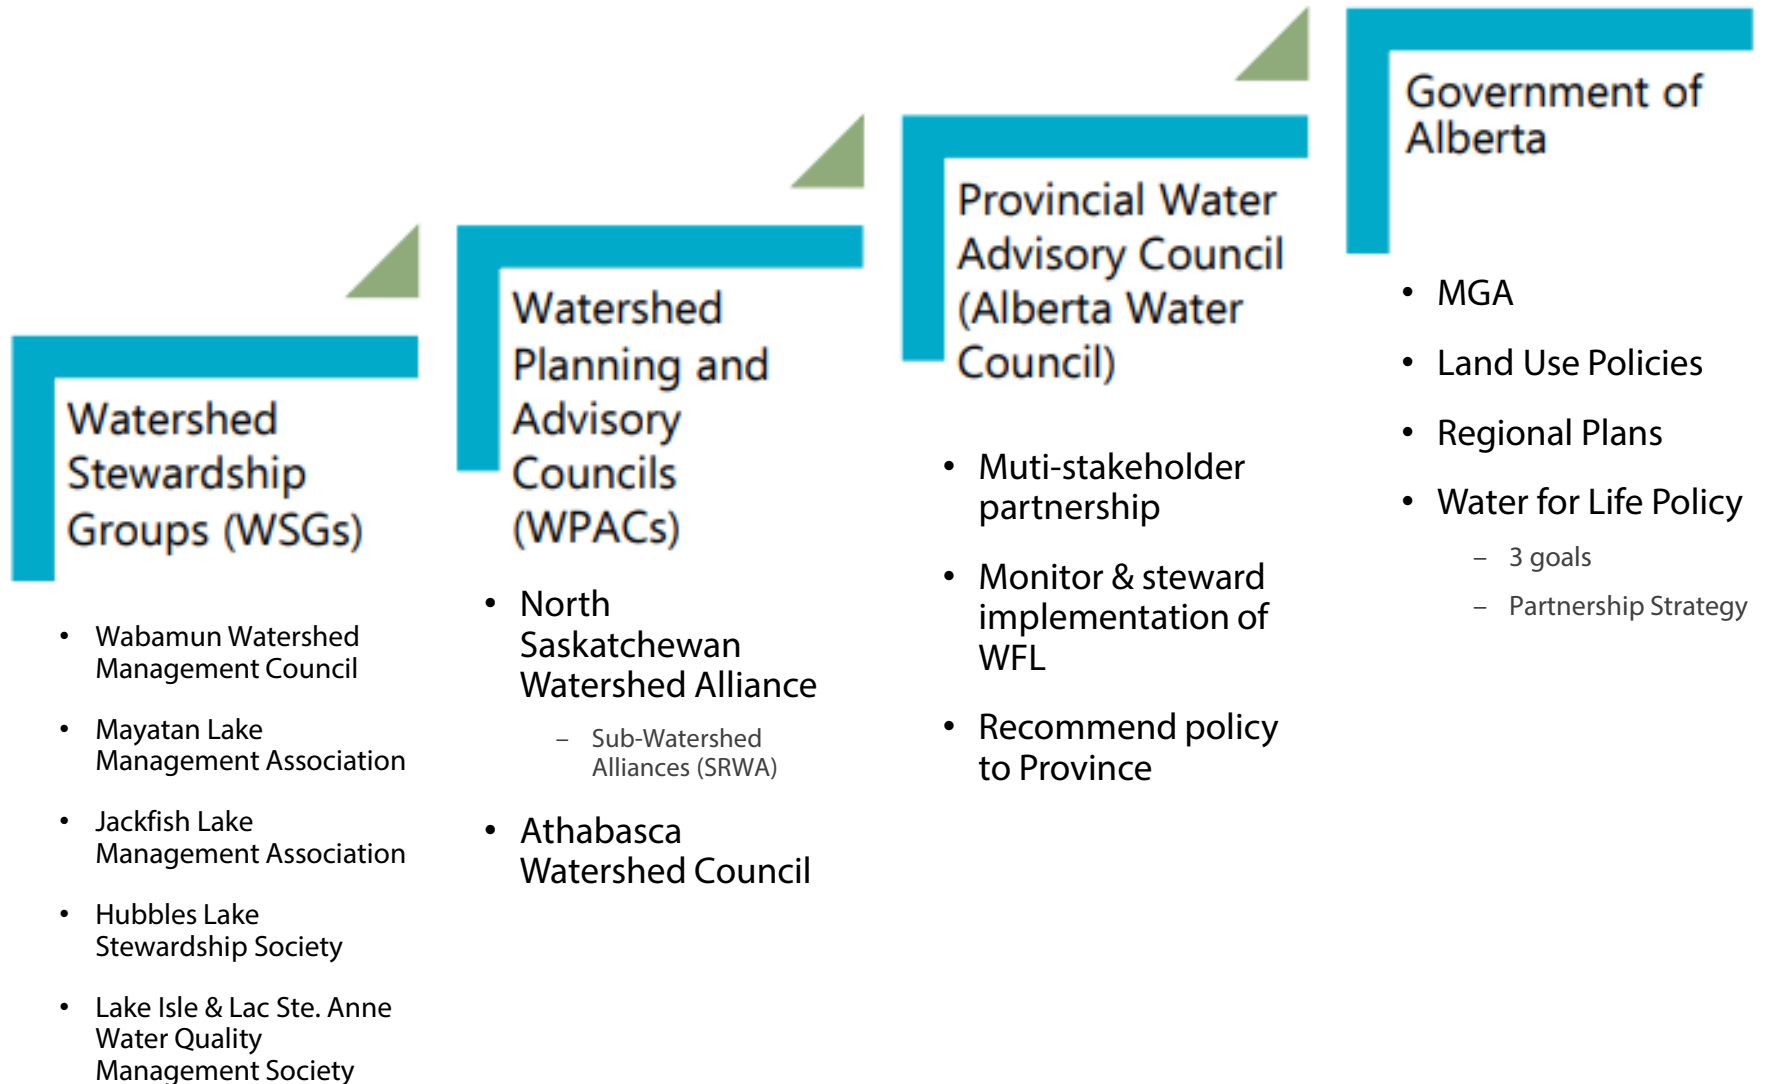 Watershed
Stewardship
Groups (WSGs)
• Wabamun Watershed
Management Council
• Mayatan Lake
Management Association
• Jackfish Lake
Management Association
• Hubbles Lake
Stewardship Society
• Lake Isle & Lac Ste. Anne
Water Quality
Management Society
Watershed
Planning and
Advisory
Councils
(WPACs)
• North
Saskatchewan
Watershed Alliance
– Sub-Watershed
Alliances (SRWA)
• Athabasca
Watershed Council
Provincial Water
Advisory Council
(Alberta Water
Council)
• Muti-stakeholder
partnership
• Monitor & steward
implementation of
WFL
• Recommend policy
to Province
Government of
Alberta
• MGA
• Land Use Policies
• Regional Plans
• Water for Life Policy
– 3 goals
– Partnership Strategy